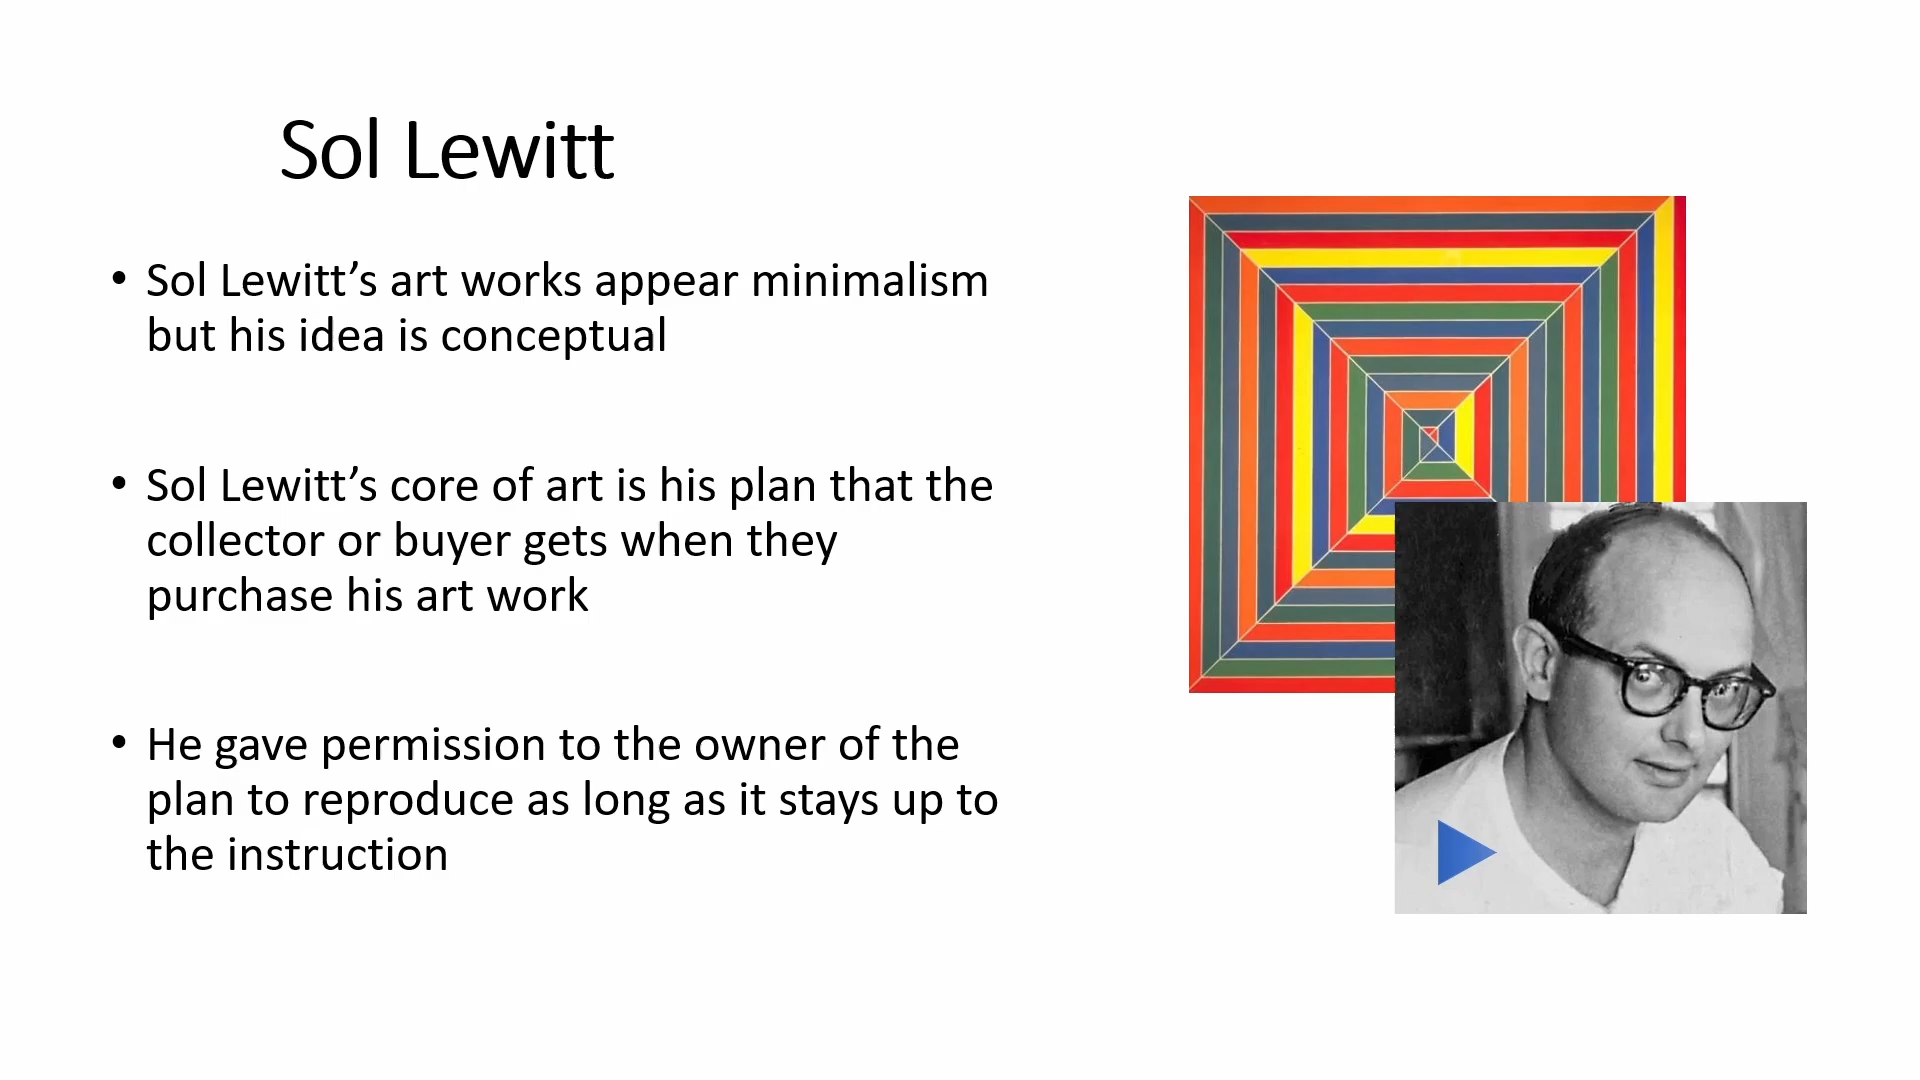 Sol Lewitt
• Sol Lewitt’s art works appear minimalism
but his idea is conceptual
• Sol Lewitt’s core of art is his plan that the
collector or buyer gets when they
purchase his art work
• He gave permission to the owner of the
plan to reproduce as long as it stays up to
the instruction